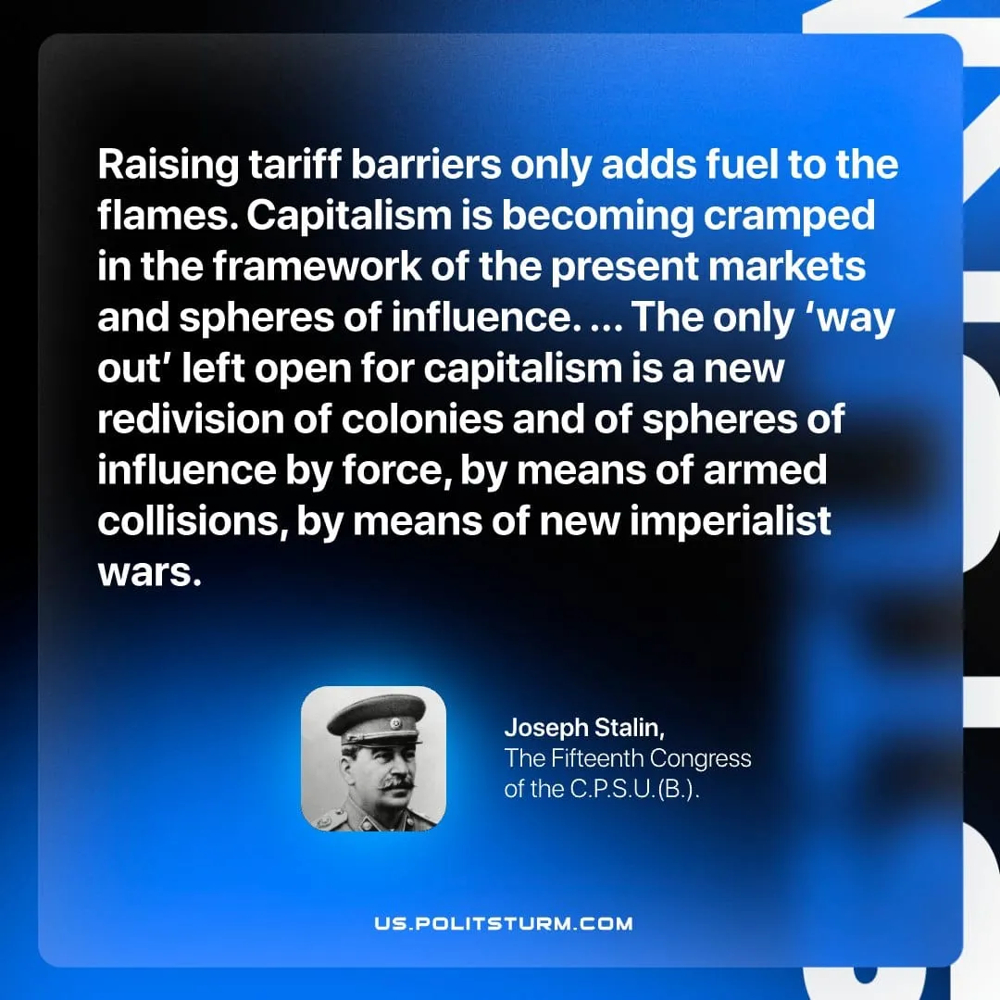 Raising tariff barriers only adds fuel to the
flames. Capitalism is becoming cramped
in the framework of the present markets
and spheres of influence. ... The only ‘way
out’ left open for capitalism is a new
redivision of colonies and of spheres of
influence by force, by means of armed
collisions, by means of new imperialist
wars.
Joseph Stalin,
The Fifteenth Congress
of the C.P.S.U.(B.).
US.POLITSTURM.COM